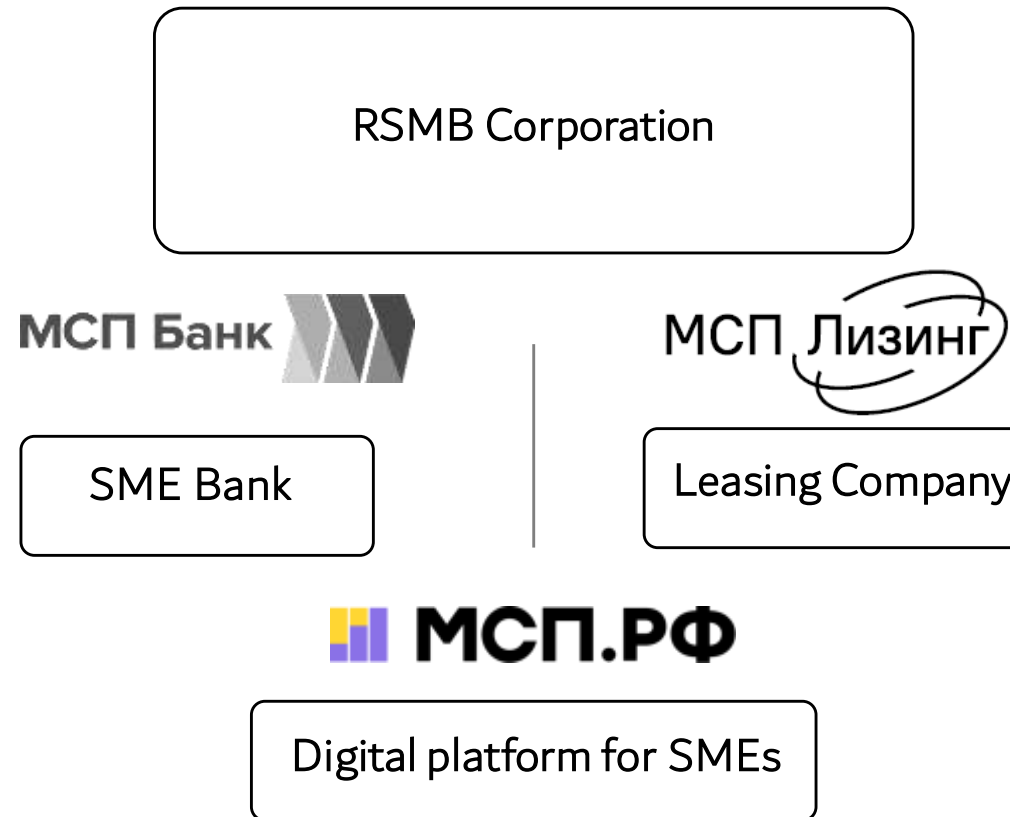 RSMB Corporation
МСП Банк
МСП Лизинг
SME Bank
Leasing Company
МСП.РФ
Digital platform for SMEs